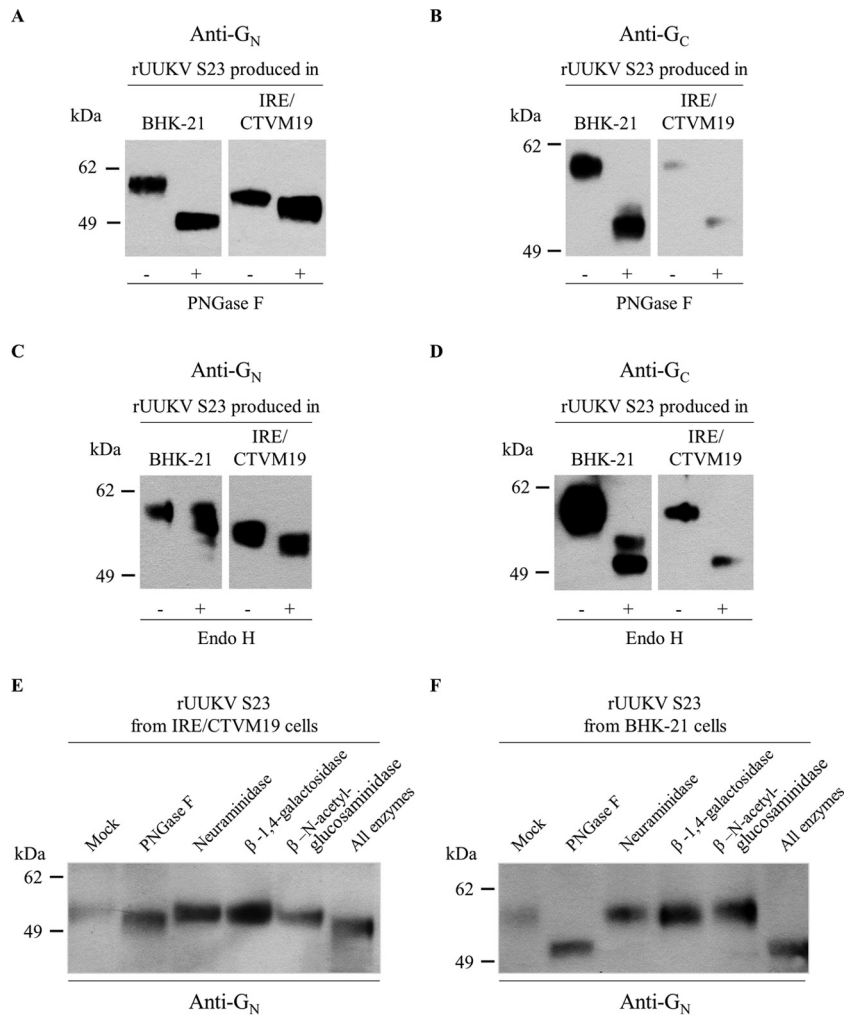 A
Anti-GN
rUUKV S23 produced in
kDa
BHK-21
IRE/
CTVM19
62
49
- + - +
PNGase F
B
Anti-GC
rUUKV S23 produced in
kDa
BHK-21
IRE/
CTVM19
62
49
- + - +
PNGase F
C
Anti-GN
rUUKV S23 produced in
kDa
BHK-21
IRE/
CTVM19
62
49
- + - +
Endo H
D
Anti-GC
rUUKV S23 produced in
kDa
BHK-21
IRE/
CTVM19
62
49
- + - +
Endo H
E
rUUKV S23
from IRE/CTVM19 cells
Mock
PNGase F
Neuraminidase
β-1,4-galactosidase
β–N-acetyl-
glucosaminidase
All enzymes
kDa
62
49
Anti-GN
F
rUUKV S23
from BHK-21 cells
Mock
PNGase F
Neuraminidase
β-1,4-galactosidase
β–N-acetyl-
glucosaminidase
All enzymes
kDa
62
49
Anti-GN